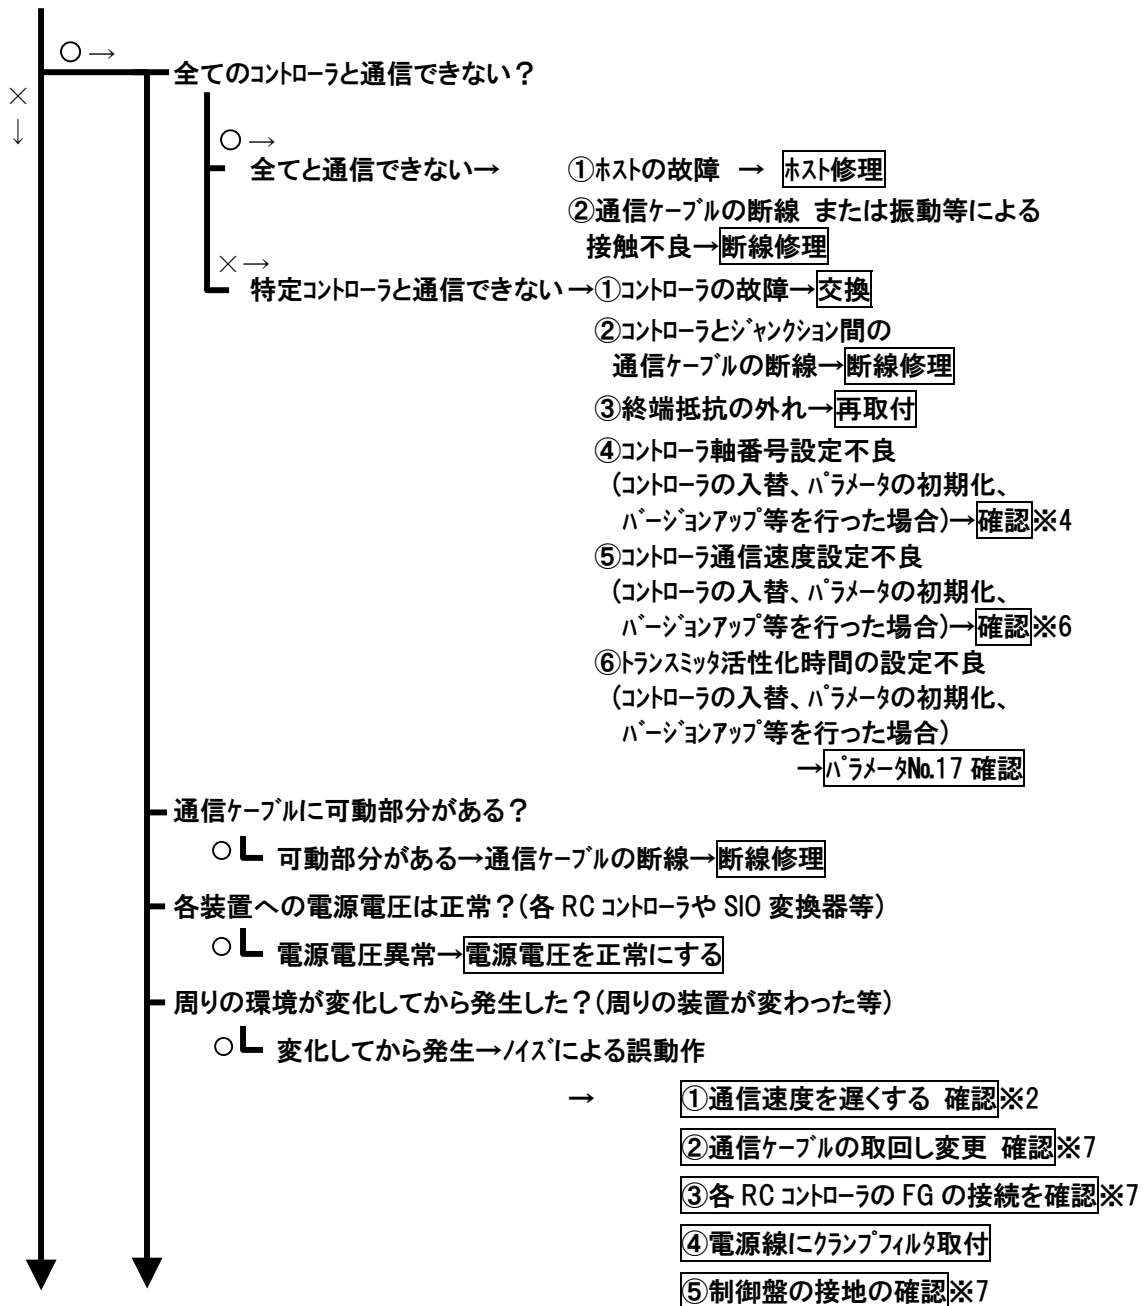 ○→
全てのｺﾝﾄﾛｰﾗと通信できない？
×
↓
○→
全てと通信できない→ ①ﾎｽﾄの故障 → ﾎｽﾄ修理
②通信ｹｰﾌﾞﾙの断線 または振動等による
接触不良→断線修理
×→
特定ｺﾝﾄﾛｰﾗと通信できない→①ｺﾝﾄﾛｰﾗの故障→交換
②ｺﾝﾄﾛｰﾗとｼﾞｬﾝｸｼｮﾝ間の
通信ｹｰﾌﾞﾙの断線→断線修理
③終端抵抗の外れ→再取付
④ｺﾝﾄﾛｰﾗ軸番号設定不良
(ｺﾝﾄﾛｰﾗの入替、ﾊﾟﾗﾒｰﾀの初期化、
ﾊﾞｰｼﾞｮﾝｱｯﾌﾟ等を行った場合)→確認※4
⑤ｺﾝﾄﾛｰﾗ通信速度設定不良
(ｺﾝﾄﾛｰﾗの入替、ﾊﾟﾗﾒｰﾀの初期化、
ﾊﾞｰｼﾞｮﾝｱｯﾌﾟ等を行った場合)→確認※6
⑥ﾄﾗﾝｽﾐｯﾀ活性化時間の設定不良
(ｺﾝﾄﾛｰﾗの入替、ﾊﾟﾗﾒｰﾀの初期化、
ﾊﾞｰｼﾞｮﾝｱｯﾌﾟ等を行った場合)
→ﾊﾟﾗﾒｰﾀNo.17 確認
通信ｹｰﾌﾞﾙに可動部分がある？
○ 可動部分がある→通信ｹｰﾌﾞﾙの断線→断線修理
各装置への電源電圧は正常？(各 RC ｺﾝﾄﾛｰﾗや SIO 変換器等)
○ 電源電圧異常→電源電圧を正常にする
周りの環境が変化してから発生した？(周りの装置が変わった等)
○ 変化してから発生→ﾉｲｽﾞによる誤動作
→ ①通信速度を遅くする 確認※2
②通信ｹｰﾌﾞﾙの取回し変更 確認※7
③各 RC ｺﾝﾄﾛｰﾗの FG の接続を確認※7
④電源線にｸﾗﾝﾌﾟﾌｨﾙﾀ取付
⑤制御盤の接地の確認※7